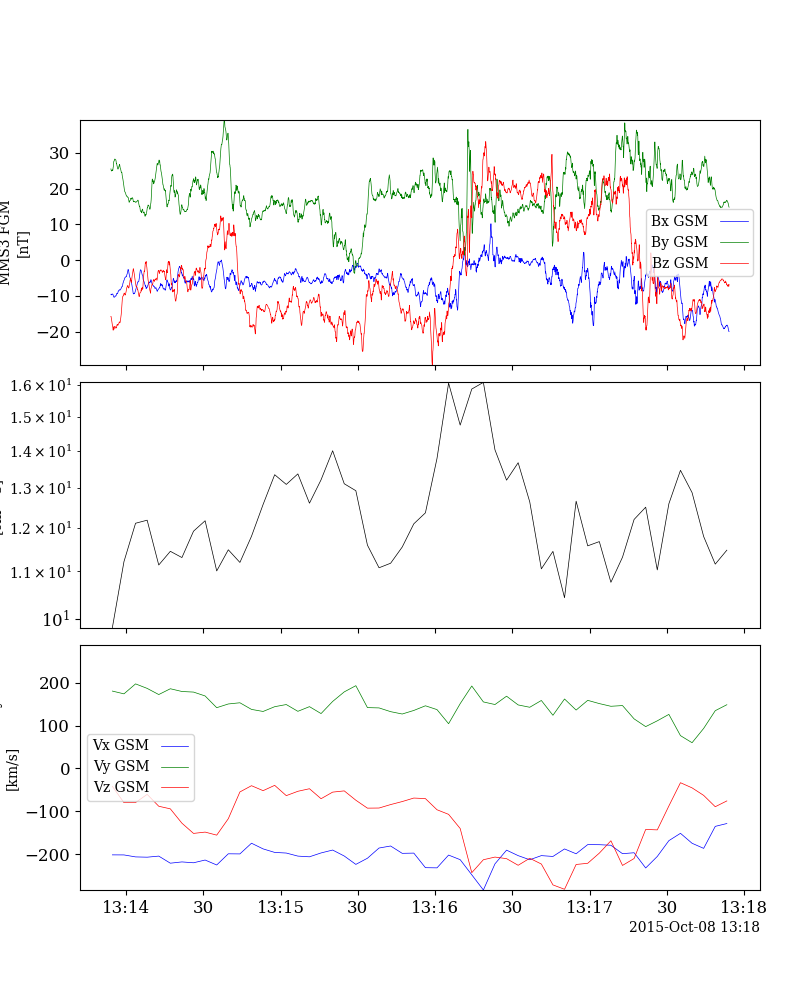 MMS3 FGM
[nT]
30
20
10
0
−10
−20
Bx GSM
By GSM
Bz GSM
1.6×10¹
1.5×10¹
1.4×10¹
1.3×10¹
1.2×10¹
1.1×10¹
10¹
200
100
0
−100
−200
[km/s]
Vx GSM
Vy GSM
Vz GSM
13:14
30
13:15
30
13:16
30
13:17
30
13:18
2015-Oct-08 13:18